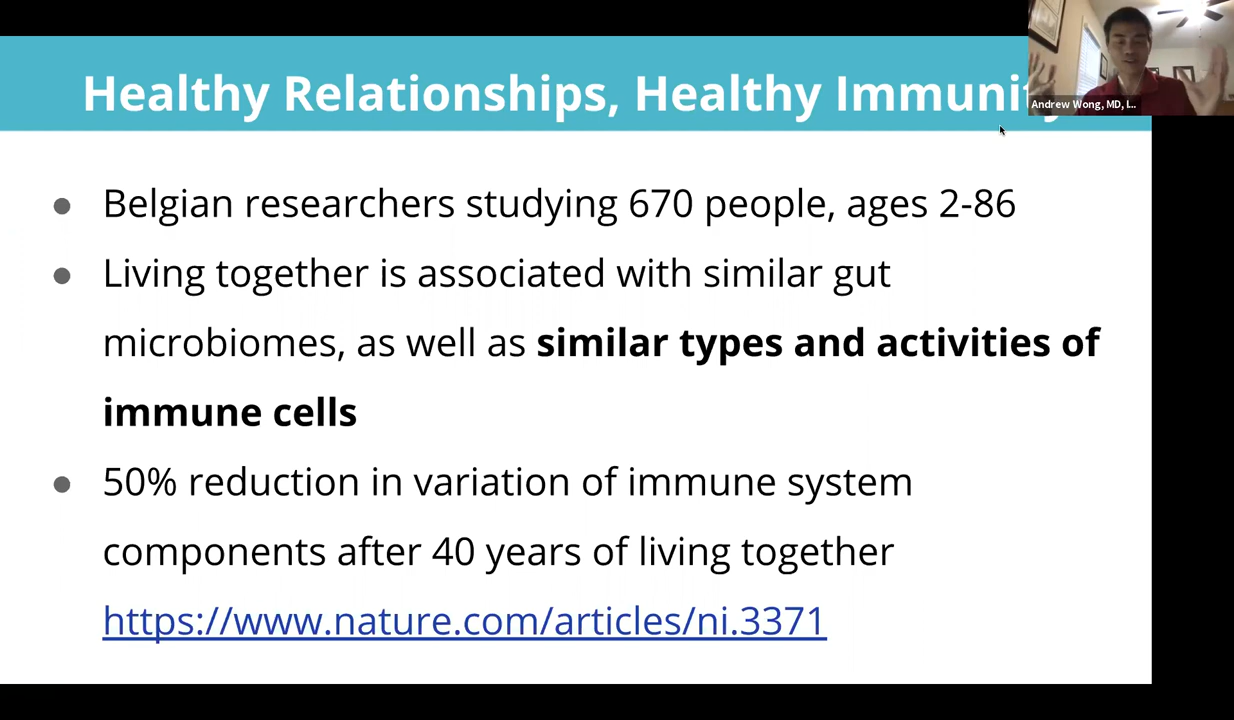 Healthy Relationships, Healthy Immunity
Andrew Wong, MD, I...
● Belgian researchers studying 670 people, ages 2-86
● Living together is associated with similar gut
microbiomes, as well as similar types and activities of
immune cells
● 50% reduction in variation of immune system
components after 40 years of living together
https://www.nature.com/articles/ni.3371